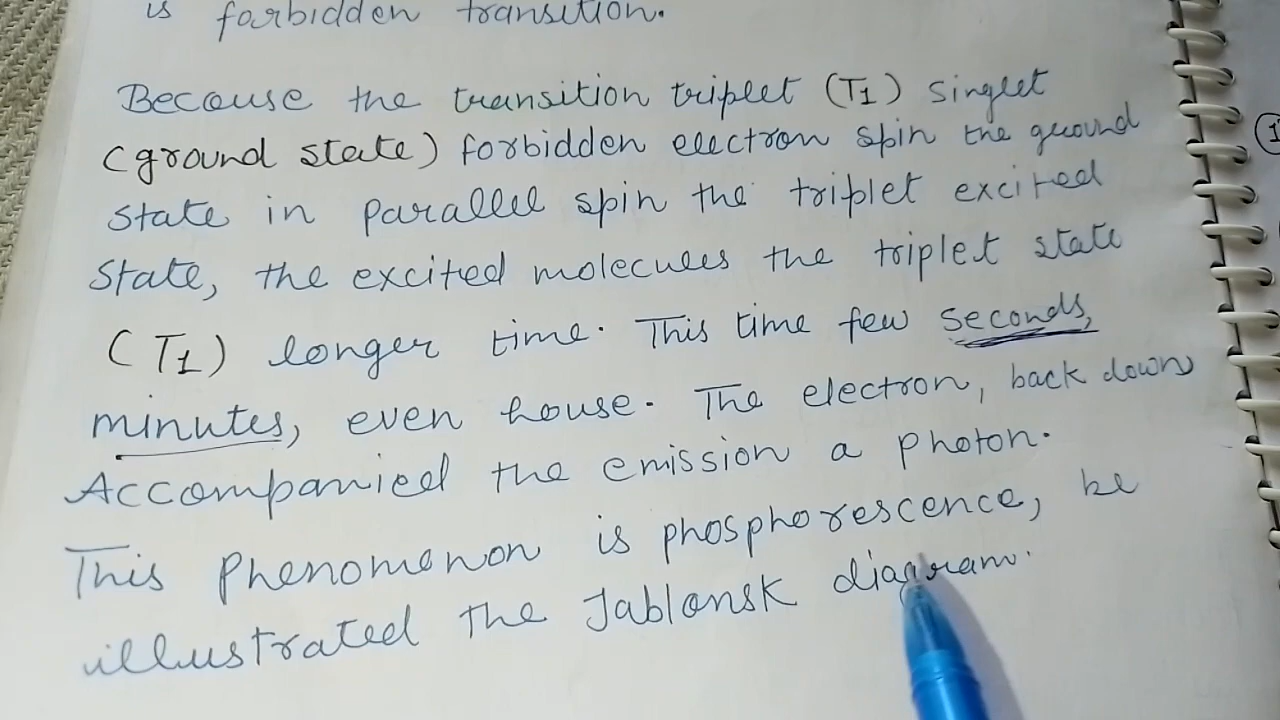 is forbidden transition.
Because the transition triplet (T1) singlet
(ground state) forbidden electron spin the ground
state in parallel spin the triplet excited
State, the excited molecules the triplet state
(T1) longer time. This time few seconds,
minutes, even house. The electron, back down
Accompanied the emission a photon.
This Phenomenon is phosphorescence, be
illustrated the Jablonsk diagram.
1